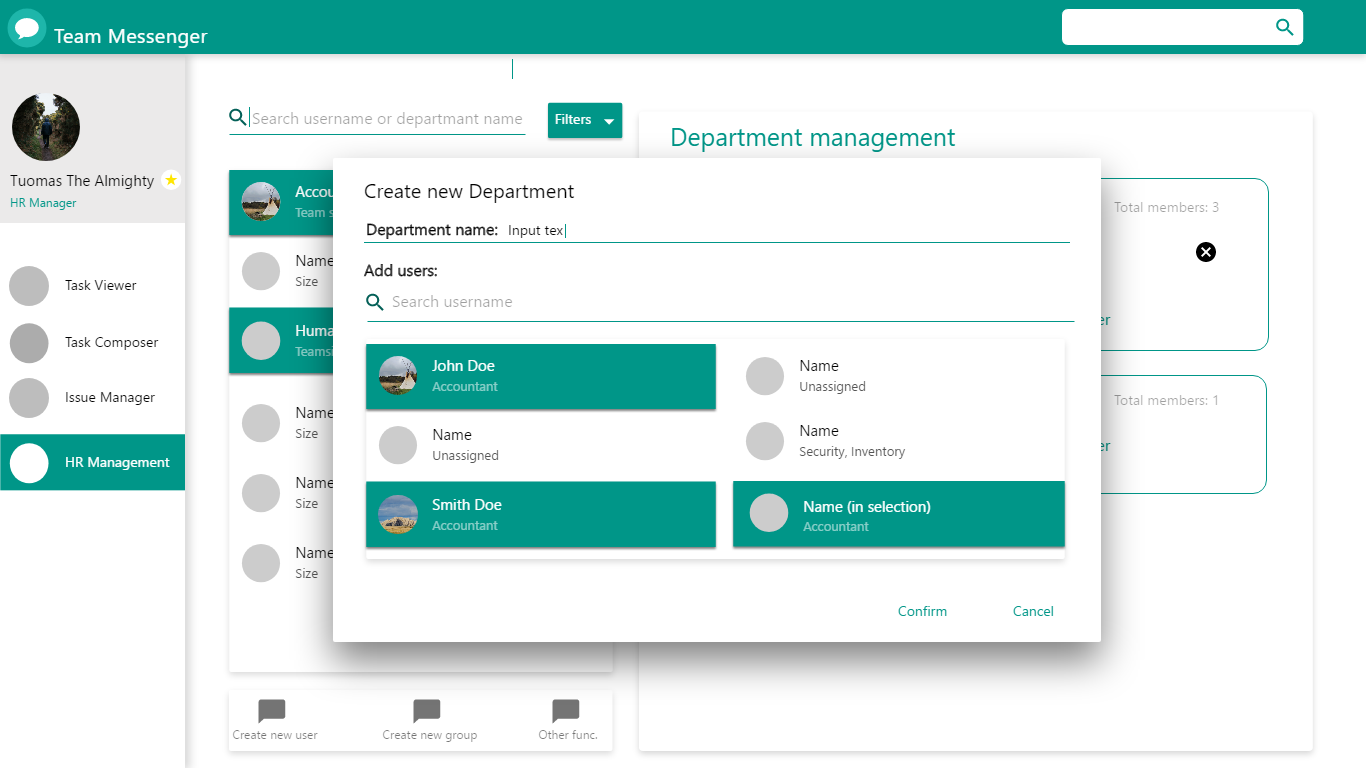 Team Messenger
Search username or departmant name
Filters
Department management
Tuomas The Almighty
HR Manager
Task Viewer
Task Composer
Issue Manager
HR Management
Accou
Team s
Name
Size
Huma
Teamsi
Name
Size
Name
Size
Name
Size
Create new Department
Department name: Input tex
Add users:
Search username
John Doe
Accountant
Name
Unassigned
Name
Unassigned
Name
Security, Inventory
Smith Doe
Accountant
Name (in selection)
Accountant
Confirm
Cancel
Total members: 3
er
Total members: 1
er
Create new user
Create new group
Other func.